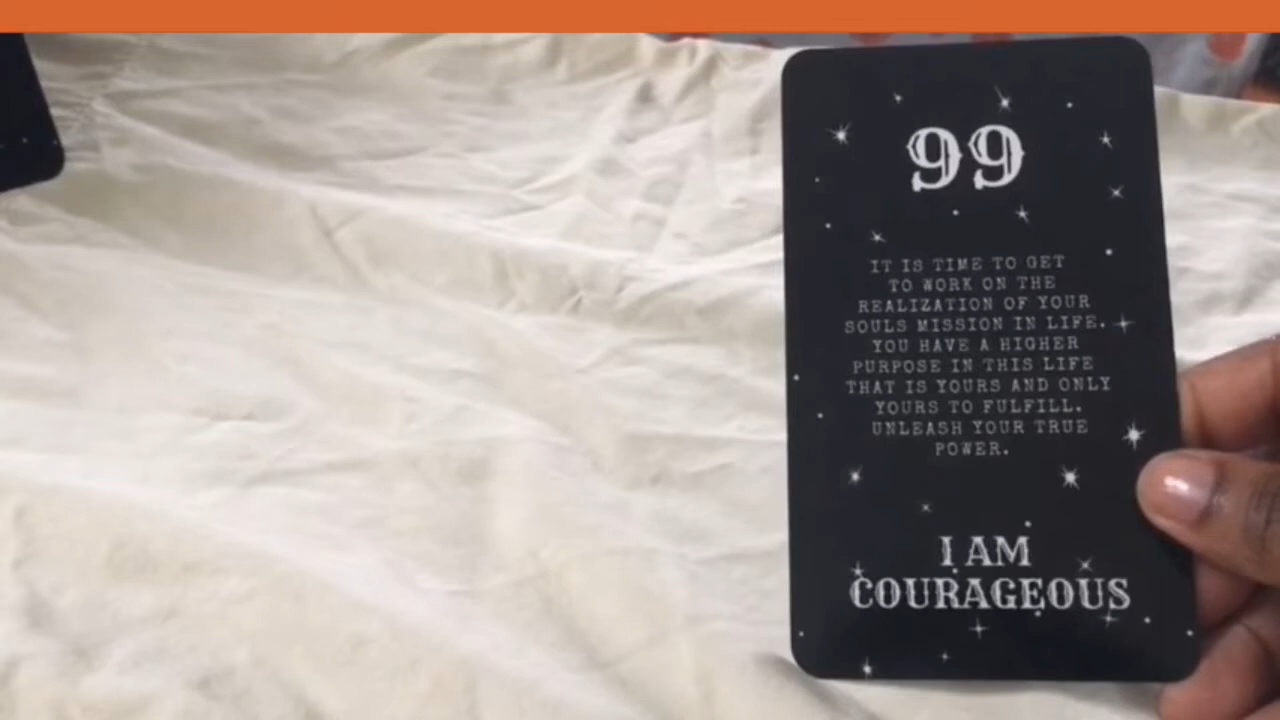 99
IT IS TIME TO GET
TO WORK ON THE
REALIZATION OF YOUR
SOULS MISSION IN LIFE.
YOU HAVE A HIGHER
PURPOSE IN THIS LIFE
THAT IS YOURS AND ONLY
YOURS TO FULFILL.
UNLEASH YOUR TRUE
POWER.
I AM
COURAGEOUS